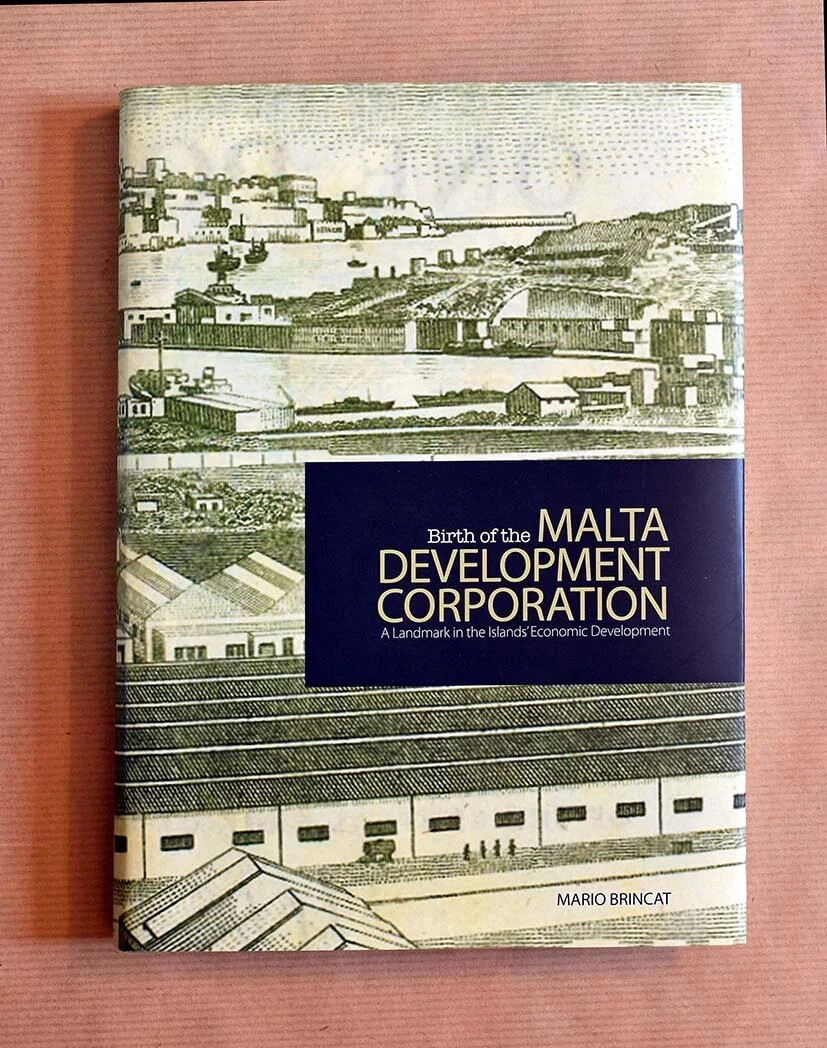 Birth of the MALTA
DEVELOPMENT
CORPORATION
A Landmark in the Islands' Economic Development
MARIO BRINCAT